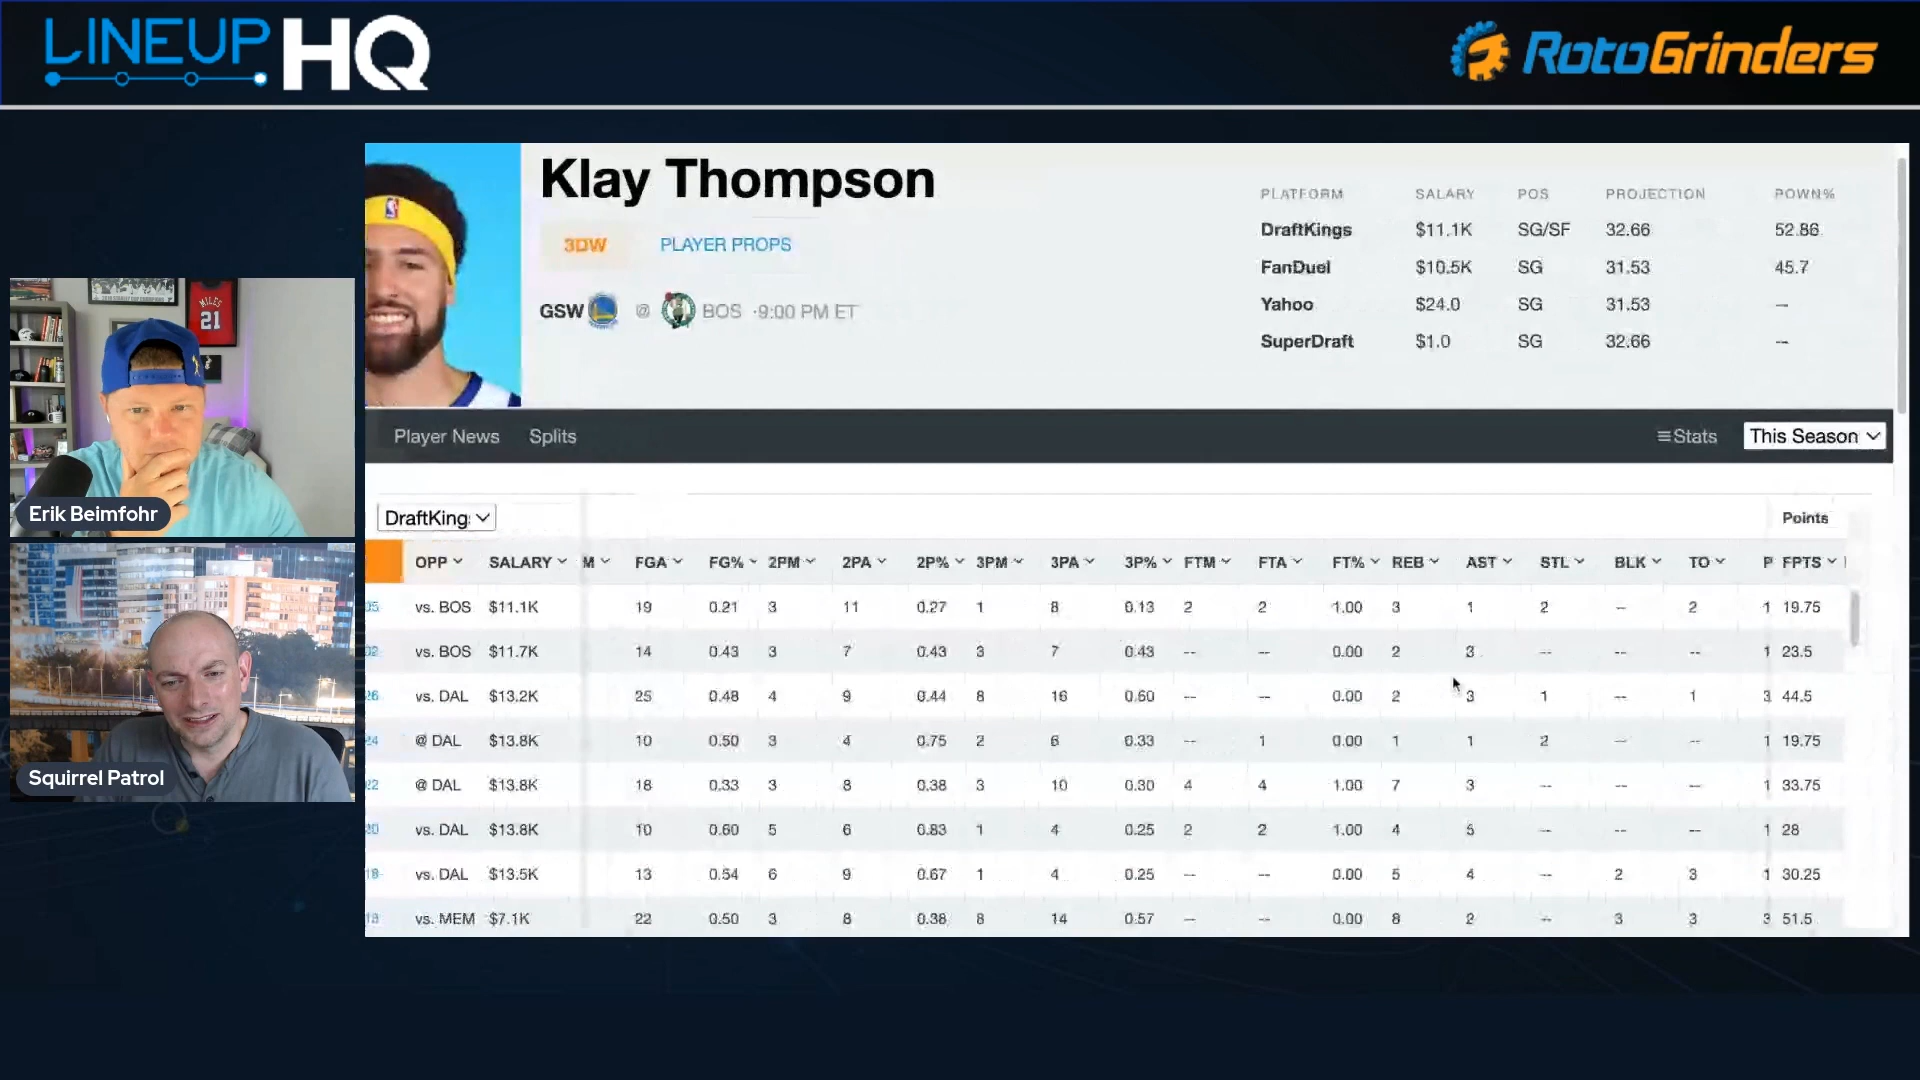 LINEUP HQ
RotoGrinders
Klay Thompson
3DW PLAYER PROPS
GSW @ BOS ·9:00 PM ET
PLATFORM SALARY POS PROJECTION POWN%
DraftKings $11.1K SG/SF 32.66 52.86
FanDuel $10.5K SG 31.53 45.7
Yahoo $24.0 SG 31.53 --
SuperDraft $1.0 SG 32.66 --
Player News Splits Stats This Season
MILES
21
Erik Beimfohr
Squirrel Patrol
DraftKing Points
OPP SALARY M FGA FG% 2PM 2PA 2P% 3PM 3PA 3P% FTM FTA FT% REB AST STL BLK TO P FPTS
05 vs. BOS $11.1K 19 0.21 3 11 0.27 1 8 0.13 2 2 1.00 3 1 2 -- 2 1 19.75
02 vs. BOS $11.7K 14 0.43 3 7 0.43 3 7 0.43 -- -- 0.00 2 3 -- -- -- 1 23.5
26 vs. DAL $13.2K 25 0.48 4 9 0.44 8 16 0.50 -- -- 0.00 2 3 1 -- 1 3 44.5
24 @ DAL $13.8K 10 0.50 3 4 0.75 2 6 0.33 -- 1 0.00 1 1 2 -- -- 1 19.75
22 @ DAL $13.8K 18 0.33 3 8 0.38 3 10 0.30 4 4 1.00 7 3 -- -- -- 1 33.75
20 vs. DAL $13.8K 10 0.60 5 6 0.83 1 4 0.25 2 2 1.00 4 5 -- -- -- 1 28
18 vs. DAL $13.5K 13 0.54 6 9 0.67 1 4 0.25 -- -- 0.00 5 4 -- 2 3 1 30.25
13 vs. MEM $7.1K 22 0.50 3 8 0.38 8 14 0.57 -- -- 0.00 8 2 -- 3 3 3 51.5